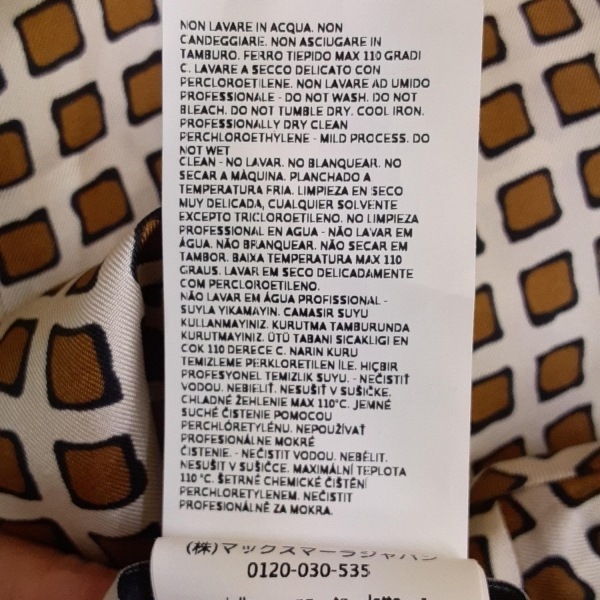 NON LAVARE IN ACQUA. NON
CANDEGGIARE. NON ASCIUGARE IN
TAMBURO. FERRO TIEPIDO MAX 110 GRADI
C. LAVARE A SECCO DELICATO CON
PERCLOROETILENE. NON LAVARE AD UMIDO
PROFESSIONALE - DO NOT WASH. DO NOT
BLEACH. DO NOT TUMBLE DRY. COOL IRON.
PROFESSIONALLY DRY CLEAN
PERCHLOROETHYLENE - MILD PROCESS. DO
NOT WET
CLEAN - NO LAVAR. NO BLANQUEAR. NO
SECAR A MÀQUINA. PLANCHADO A
TEMPERATURA FRIA. LIMPIEZA EN SECO
MUY DELICADA, CUALQUIER SOLVENTE
EXCEPTO TRICLOROETILENO. NO LIMPIEZA
PROFESSIONAL EN AGUA - NÃO LAVAR EM
ÁGUA. NÃO BRANQUEAR. NÃO SECAR EM
TAMBOR. BAIXA TEMPERATURA MAX 110
GRAUS. LAVAR EM SECO DELICADAMENTE
COM PERCLOROETILENO.
NÃO LAVAR EM ÁGUA PROFISSIONAL -
SUYLA YIKAMAYIN. CAMASIR SUYU
KULLANMAYINIZ. KURUTMA TAMBURUNDA
KURUTMAYINIZ. ÜTÜ TABANI SICAKLIGI EN
COK 110 DERECE C. NARIN KURU
TEMIZLEME PERKLORETILEN İLE. HIÇBIR
PROFESYONEL TEMIZLIK SUYU. - NEČISTIŤ
VODOU. NEBIELIŤ. NESUŠIŤ V SUŠIČKE.
CHLADNÉ ŽEHLENIE MAX 110°C. JEMNÉ
SUCHÉ ČISTENIE POMOCOU
PERCHLÓRETYLÉNU. NEPOUŽÍVAŤ
PROFESIONÁLNE MOKRÉ
ČISTENIE. - NEČISTIT VODOU. NEBĚLIT.
NESUŠIT V SUŠIČCE. MAXIMÁLNÍ TEPLOTA
110 °C. ŠETRNÉ CHEMICKÉ ČIŠTĚNÍ
PERCHLORETYLENEM. NEČISTIT
PROFESIONÁLNĚ ZA MOKRA.
(株)マックスマーラジャパン
0120-030-535